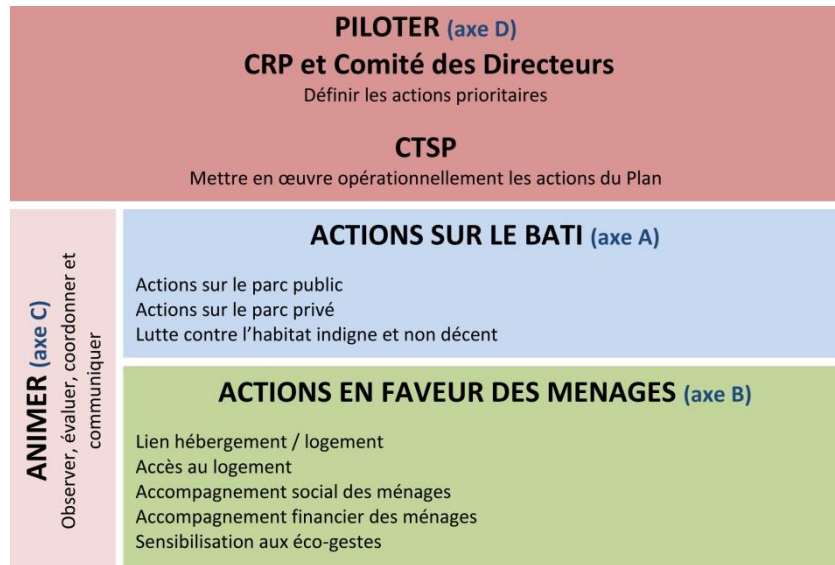 PILOTER (axe D)
CRP et Comité des Directeurs
Définir les actions prioritaires
CTSP
Mettre en œuvre opérationnellement les actions du Plan
ANIMER (axe C)
Observer, évaluer, coordonner et
communiquer
ACTIONS SUR LE BATI (axe A)
Actions sur le parc public
Actions sur le parc privé
Lutte contre l’habitat indigne et non décent
ACTIONS EN FAVEUR DES MENAGES (axe B)
Lien hébergement / logement
Accès au logement
Accompagnement social des ménages
Accompagnement financier des ménages
Sensibilisation aux éco-gestes